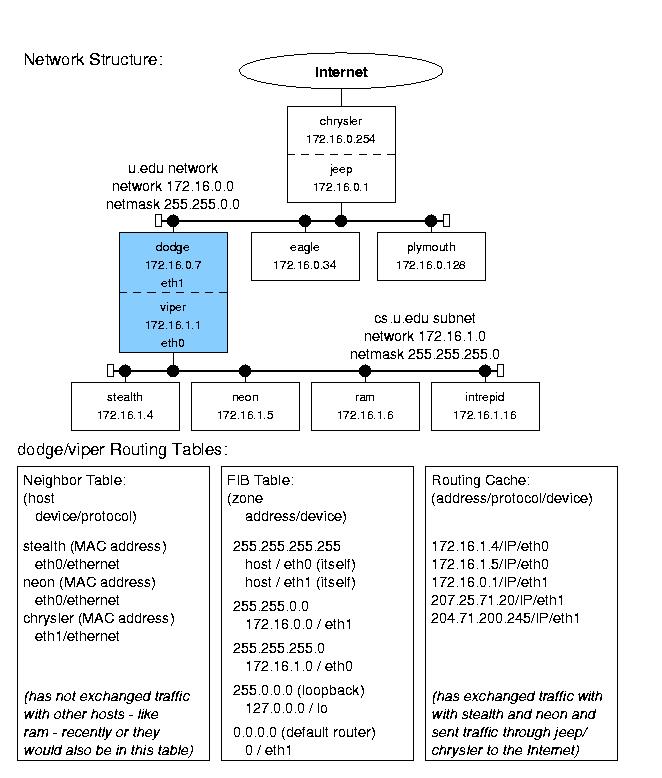 Network Structure:
Internet
chrysler
172.16.0.254
jeep
172.16.0.1
u.edu network
network 172.16.0.0
netmask 255.255.0.0
dodge
172.16.0.7
eth1
viper
172.16.1.1
eth0
eagle
172.16.0.34
plymouth
172.16.0.128
cs.u.edu subnet
network 172.16.1.0
netmask 255.255.255.0
stealth
172.16.1.4
neon
172.16.1.5
ram
172.16.1.6
intrepid
172.16.1.16
dodge/viper Routing Tables:
Neighbor Table:
(host
device/protocol)
stealth (MAC address)
eth0/ethernet
neon (MAC address)
eth0/ethernet
chrysler (MAC address)
eth1/ethernet
(has not exchanged traffic
with other hosts - like
ram - recently or they
would also be in this table)
FIB Table:
(zone
address/device)
255.255.255.255
host / eth0 (itself)
host / eth1 (itself)
255.255.0.0
172.16.0.0 / eth1
255.255.255.0
172.16.1.0 / eth0
255.0.0.0 (loopback)
127.0.0.0 / lo
0.0.0.0 (default router)
0 / eth1
Routing Cache:
(address/protocol/device)
172.16.1.4/IP/eth0
172.16.1.5/IP/eth0
172.16.0.1/IP/eth1
207.25.71.20/IP/eth1
204.71.200.245/IP/eth1
(has exchanged traffic with
with stealth and neon and
sent traffic through jeep/
chrysler to the Internet)